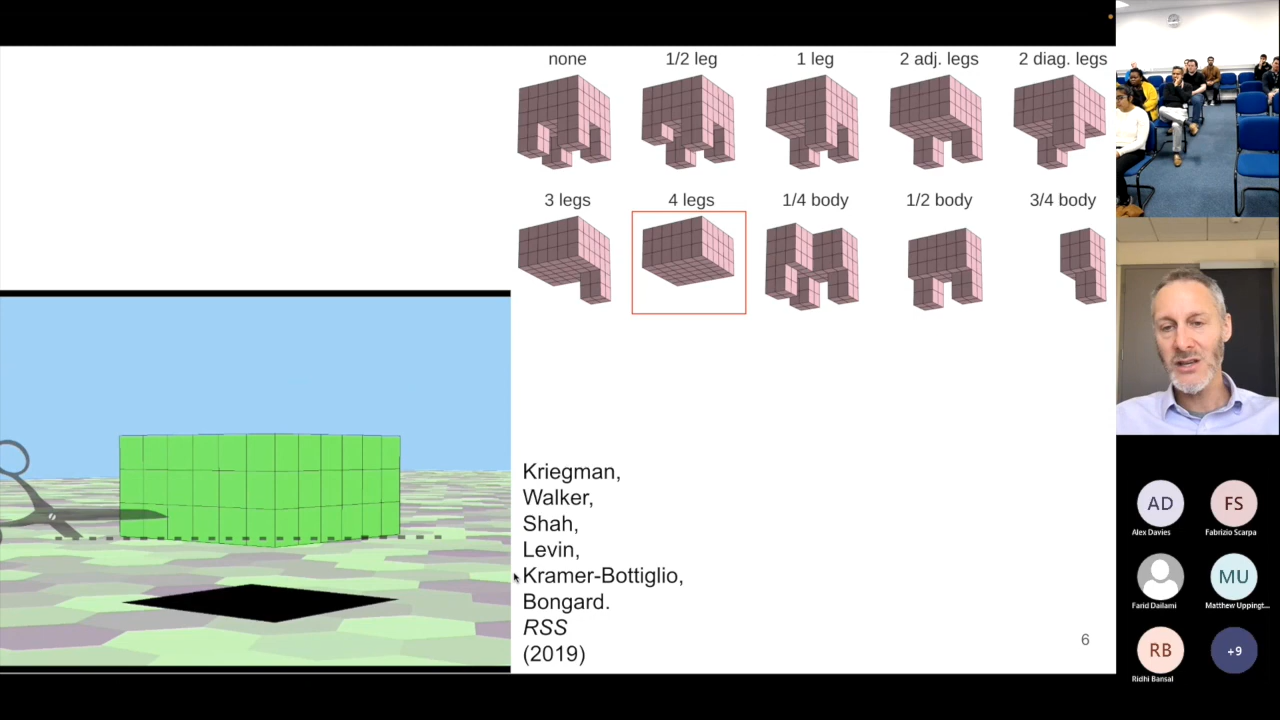 none
1/2 leg
1 leg
2 adj. legs
2 diag. legs
3 legs
4 legs
1/4 body
1/2 body
3/4 body
Kriegman,
Walker,
Shah,
Levin,
Kramer-Bottiglio,
Bongard.
RSS
(2019)
6
AD
Alex Davies
FS
Fabrizio Scarpa
Farid Dailami
MU
Matthew Uppingt...
RB
Ridhi Bansal
+9